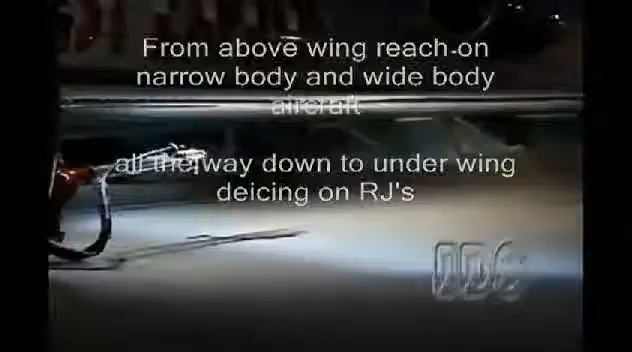 From above wing reach-on
narrow body and wide body
aircraft
all the way down to under wing
deicing on RJ's